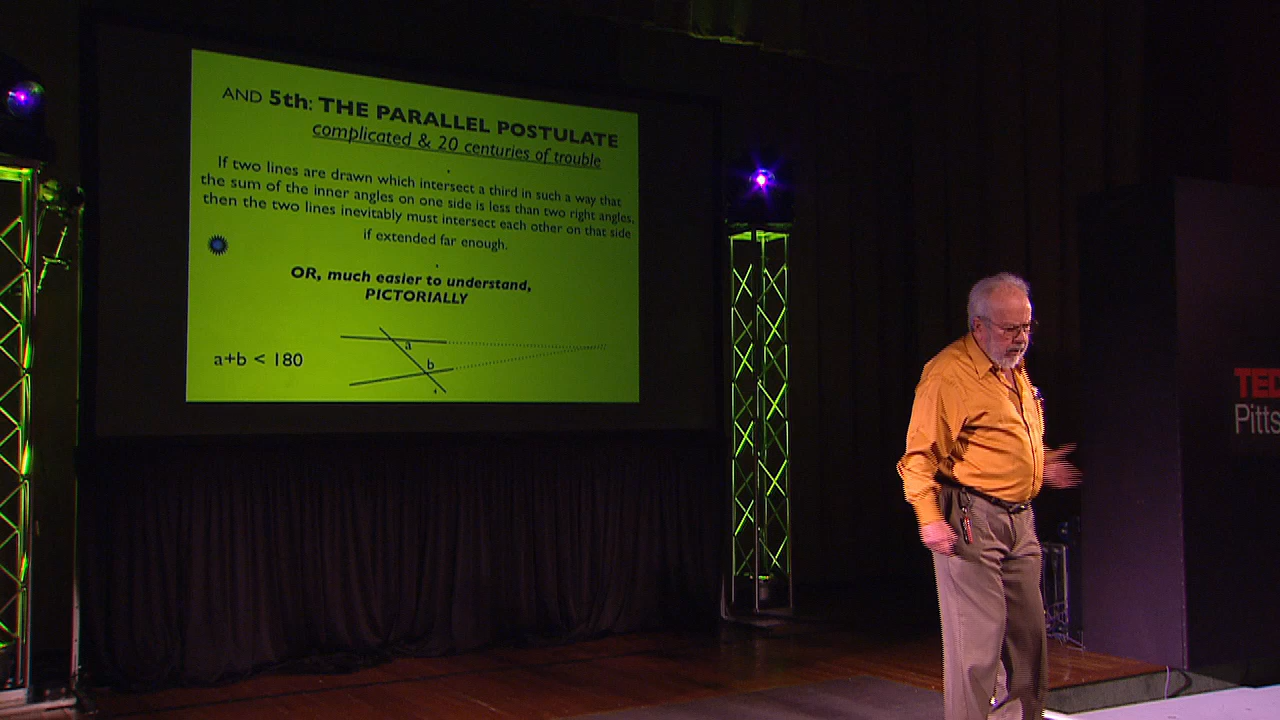 AND 5th: THE PARALLEL POSTULATE
complicated & 20 centuries of trouble
If two lines are drawn which intersect a third in such a way that
the sum of the inner angles on one side is less than two right angles,
then the two lines inevitably must intersect each other on that side
if extended far enough.
OR, much easier to understand,
PICTORIALLY
a
b
a+b < 180
TED
Pitts